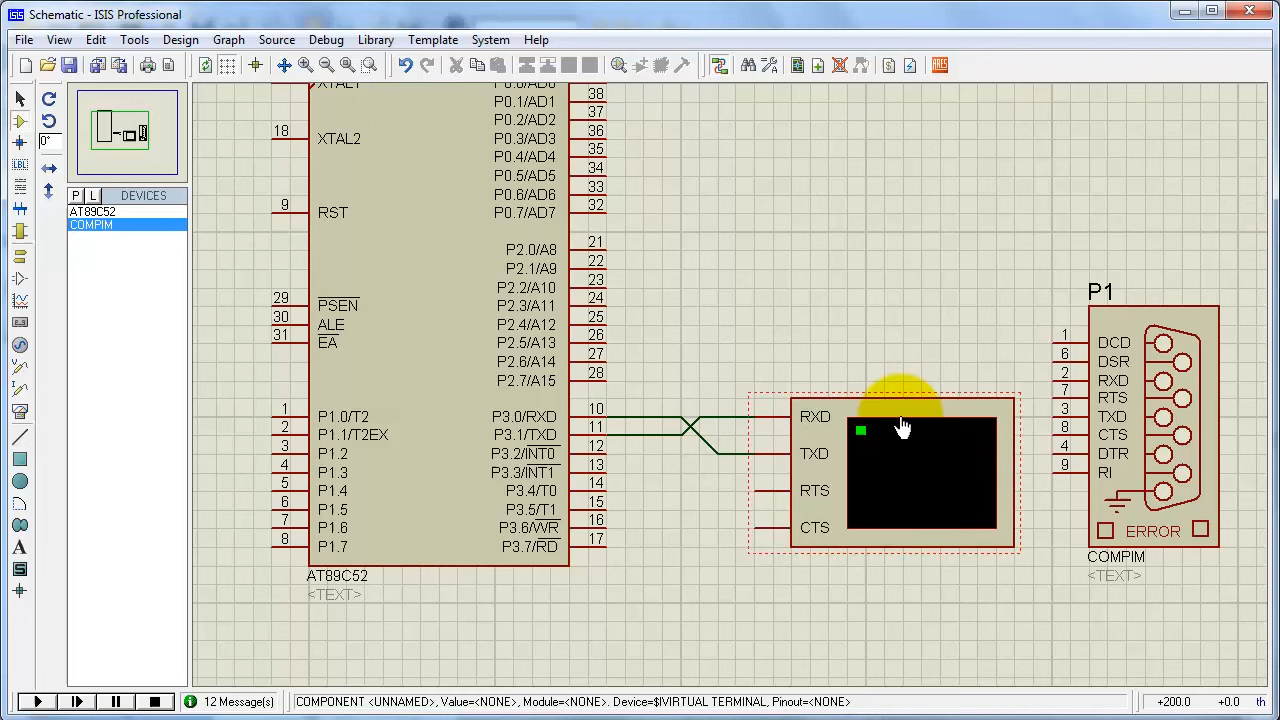 ISIS Schematic - ISIS Professional
File View Edit Tools Design Graph Source Debug Library Template System Help
ARES
0°
P L DEVICES
AT89C52
COMPIM
LBL
A
S
XTAL1
18 XTAL2
9 RST
29 PSEN
30 ALE
31 EA
1 P1.0/T2
2 P1.1/T2EX
3 P1.2
4 P1.3
5 P1.4
6 P1.5
7 P1.6
8 P1.7
P0.0/AD0 38
P0.1/AD1 37
P0.2/AD2 36
P0.3/AD3 35
P0.4/AD4 34
P0.5/AD5 33
P0.6/AD6 32
P0.7/AD7
P2.0/A8 21
P2.1/A9 22
P2.2/A10 23
P2.3/A11 24
P2.4/A12 25
P2.5/A13 26
P2.6/A14 27
P2.7/A15 28
P3.0/RXD 10
P3.1/TXD 11
P3.2/INT0 12
P3.3/INT1 13
P3.4/T0 14
P3.5/T1 15
P3.6/WR 16
P3.7/RD 17
AT89C52
<TEXT>
RXD
TXD
RTS
CTS
P1
1 DCD
6 DSR
2 RXD
7 RTS
3 TXD
8 CTS
4 DTR
9 RI
ERROR
COMPIM
<TEXT>
12 Message(s) COMPONENT <UNNAMED>, Value=<NONE>, Module=<NONE>, Device=$VIRTUAL TERMINAL, Pinout=<NONE> +200.0 +0.0 th